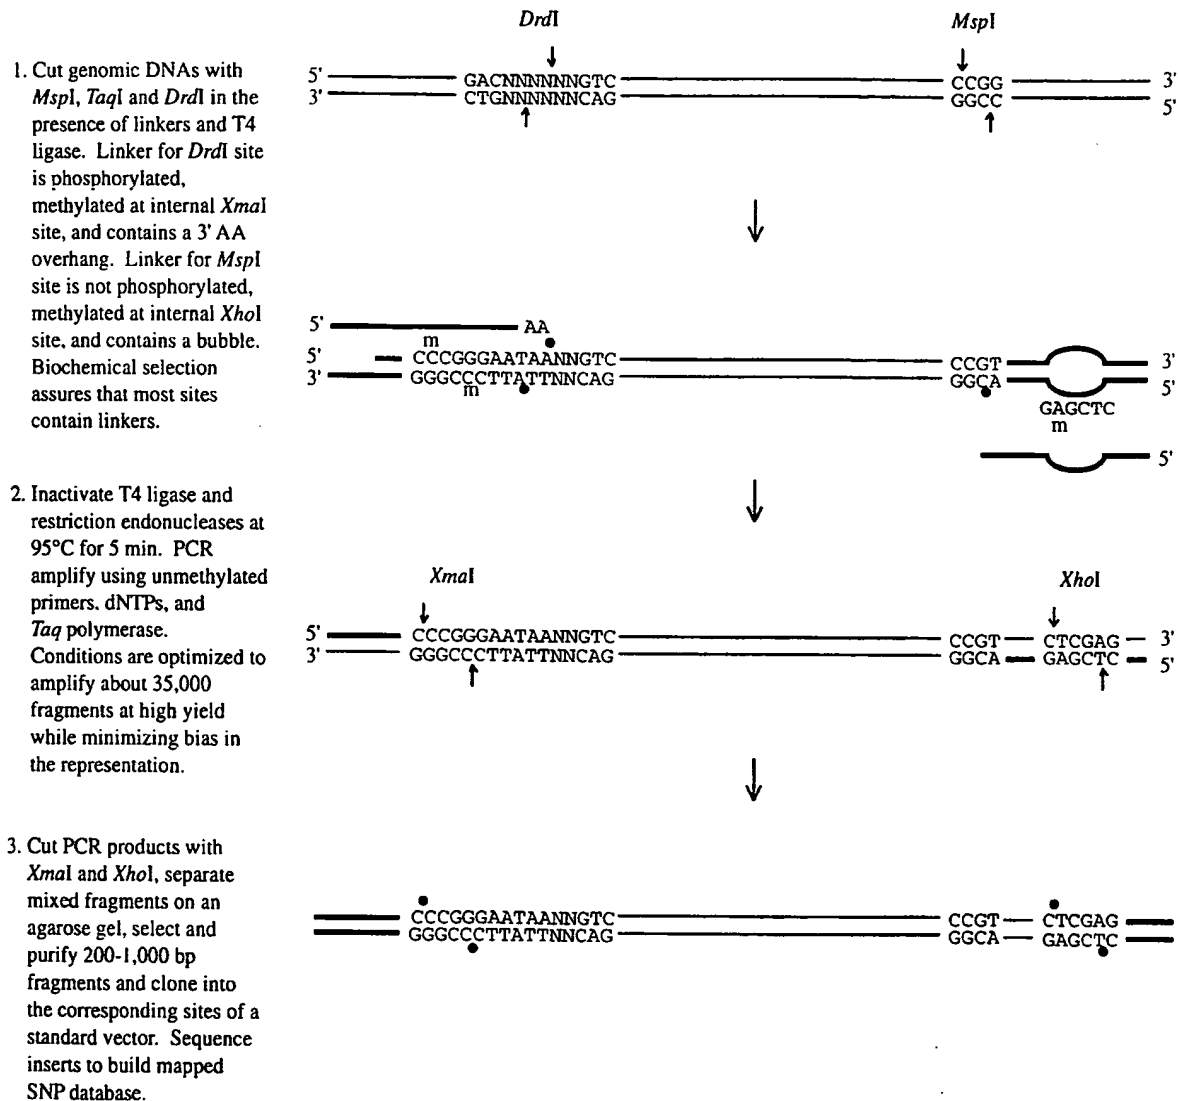 DrdI
MspI
1. Cut genomic DNAs with
MspI, TaqI and DrdI in the
presence of linkers and T4
ligase. Linker for DrdI site
is phosphorylated,
methylated at internal XmaI
site, and contains a 3' AA
overhang. Linker for MspI
site is not phosphorylated,
methylated at internal XhoI
site, and contains a bubble.
Biochemical selection
assures that most sites
contain linkers.
5' GACNNNNNNGTC CCGG 3'
3' CTGNNNNNNCAG GGCC 5'
5' AA
m
5' CCCGGGAATAANNGTC CCGT 3'
3' GGGCCCTTATTNNCAG GGCA 5'
m
GAGCTC
m
5'
2. Inactivate T4 ligase and
restriction endonucleases at
95°C for 5 min. PCR
amplify using unmethylated
primers, dNTPs, and
Taq polymerase.
Conditions are optimized to
amplify about 35,000
fragments at high yield
while minimizing bias in
the representation.
XmaI
XhoI
5' CCCGGGAATAANNGTC CCGT CTCGAG 3'
3' GGGCCCTTATTNNCAG GGCA GAGCTC 5'
3. Cut PCR products with
XmaI and XhoI, separate
mixed fragments on an
agarose gel, select and
purify 200-1,000 bp
fragments and clone into
the corresponding sites of a
standard vector. Sequence
inserts to build mapped
SNP database.
CCCGGGAATAANNGTC CCGT CTCGAG
GGGCCCTTATTNNCAG GGCA GAGCTC